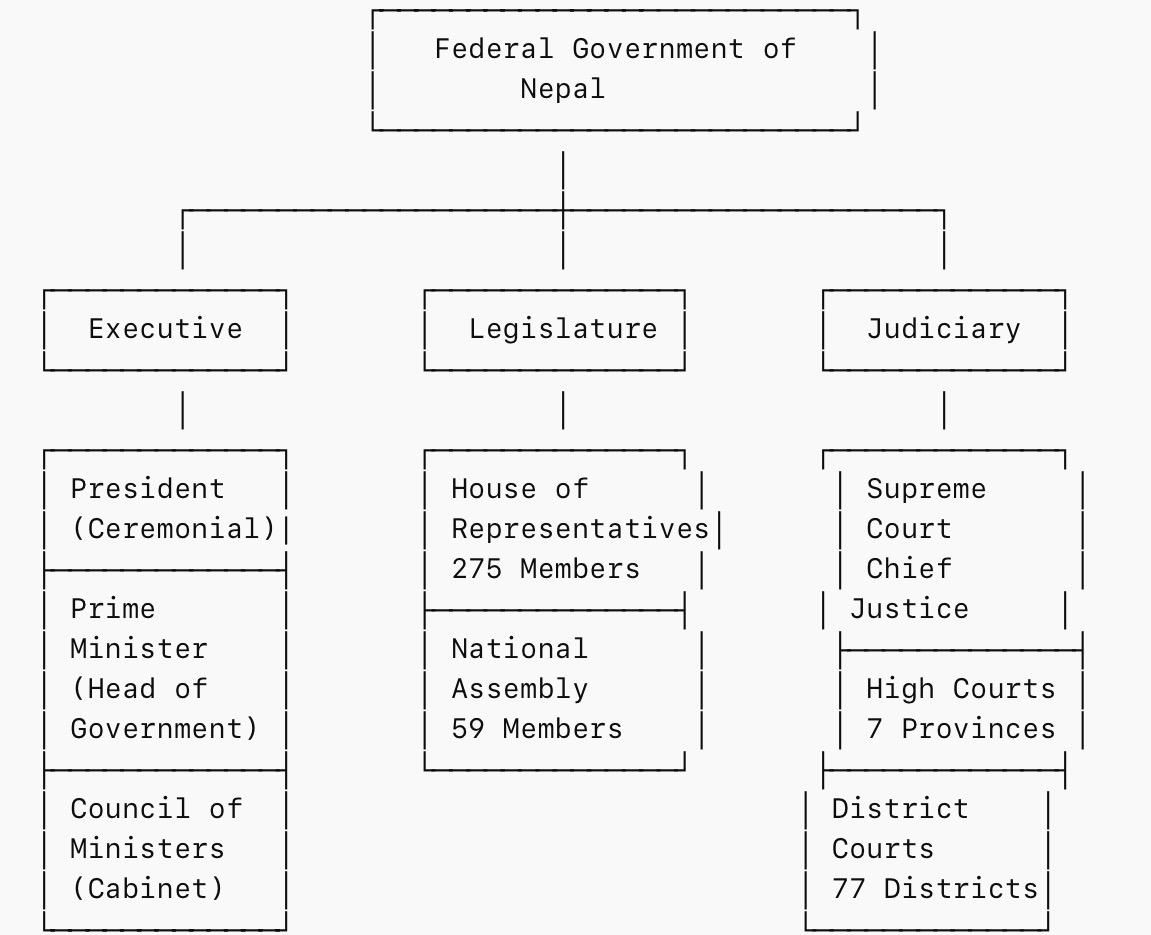 Federal Government of
Nepal
Executive
Legislature
Judiciary
President
(Ceremonial)
Prime
Minister
(Head of
Government)
Council of
Ministers
(Cabinet)
House of
Representatives
275 Members
National
Assembly
59 Members
Supreme
Court
Chief
Justice
High Courts
7 Provinces
District
Courts
77 Districts